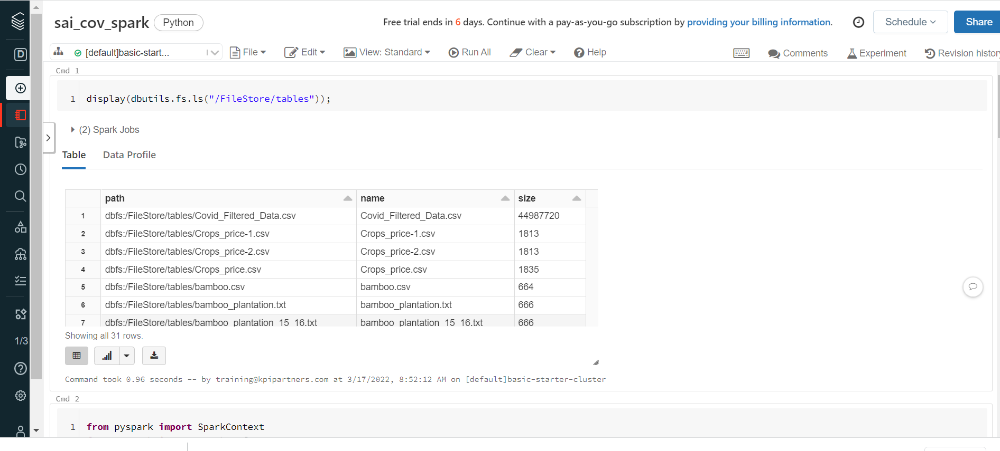 sai_cov_spark Python
Free trial ends in 6 days. Continue with a pay-as-you-go subscription by providing your billing information.
Schedule
Share
D
[default]basic-start...
File
Edit
View: Standard
Run All
Clear
Help
Comments
Experiment
Revision history
Cmd 1
1 display(dbutils.fs.ls("/FileStore/tables"));
(2) Spark Jobs
Table Data Profile
path name size
1 dbfs:/FileStore/tables/Covid_Filtered_Data.csv Covid_Filtered_Data.csv 44987720
2 dbfs:/FileStore/tables/Crops_price-1.csv Crops_price-1.csv 1813
3 dbfs:/FileStore/tables/Crops_price-2.csv Crops_price-2.csv 1813
4 dbfs:/FileStore/tables/Crops_price.csv Crops_price.csv 1835
5 dbfs:/FileStore/tables/bamboo.csv bamboo.csv 664
6 dbfs:/FileStore/tables/bamboo_plantation.txt bamboo_plantation.txt 666
7 dbfs:/FileStore/tables/bamboo_plantation_15_16.txt bamboo_plantation_15_16.txt 666
Showing all 31 rows.
1/3
Command took 0.96 seconds -- by training@kpipartners.com at 3/17/2022, 8:52:12 AM on [default]basic-starter-cluster
Cmd 2
1 from pyspark import SparkContext